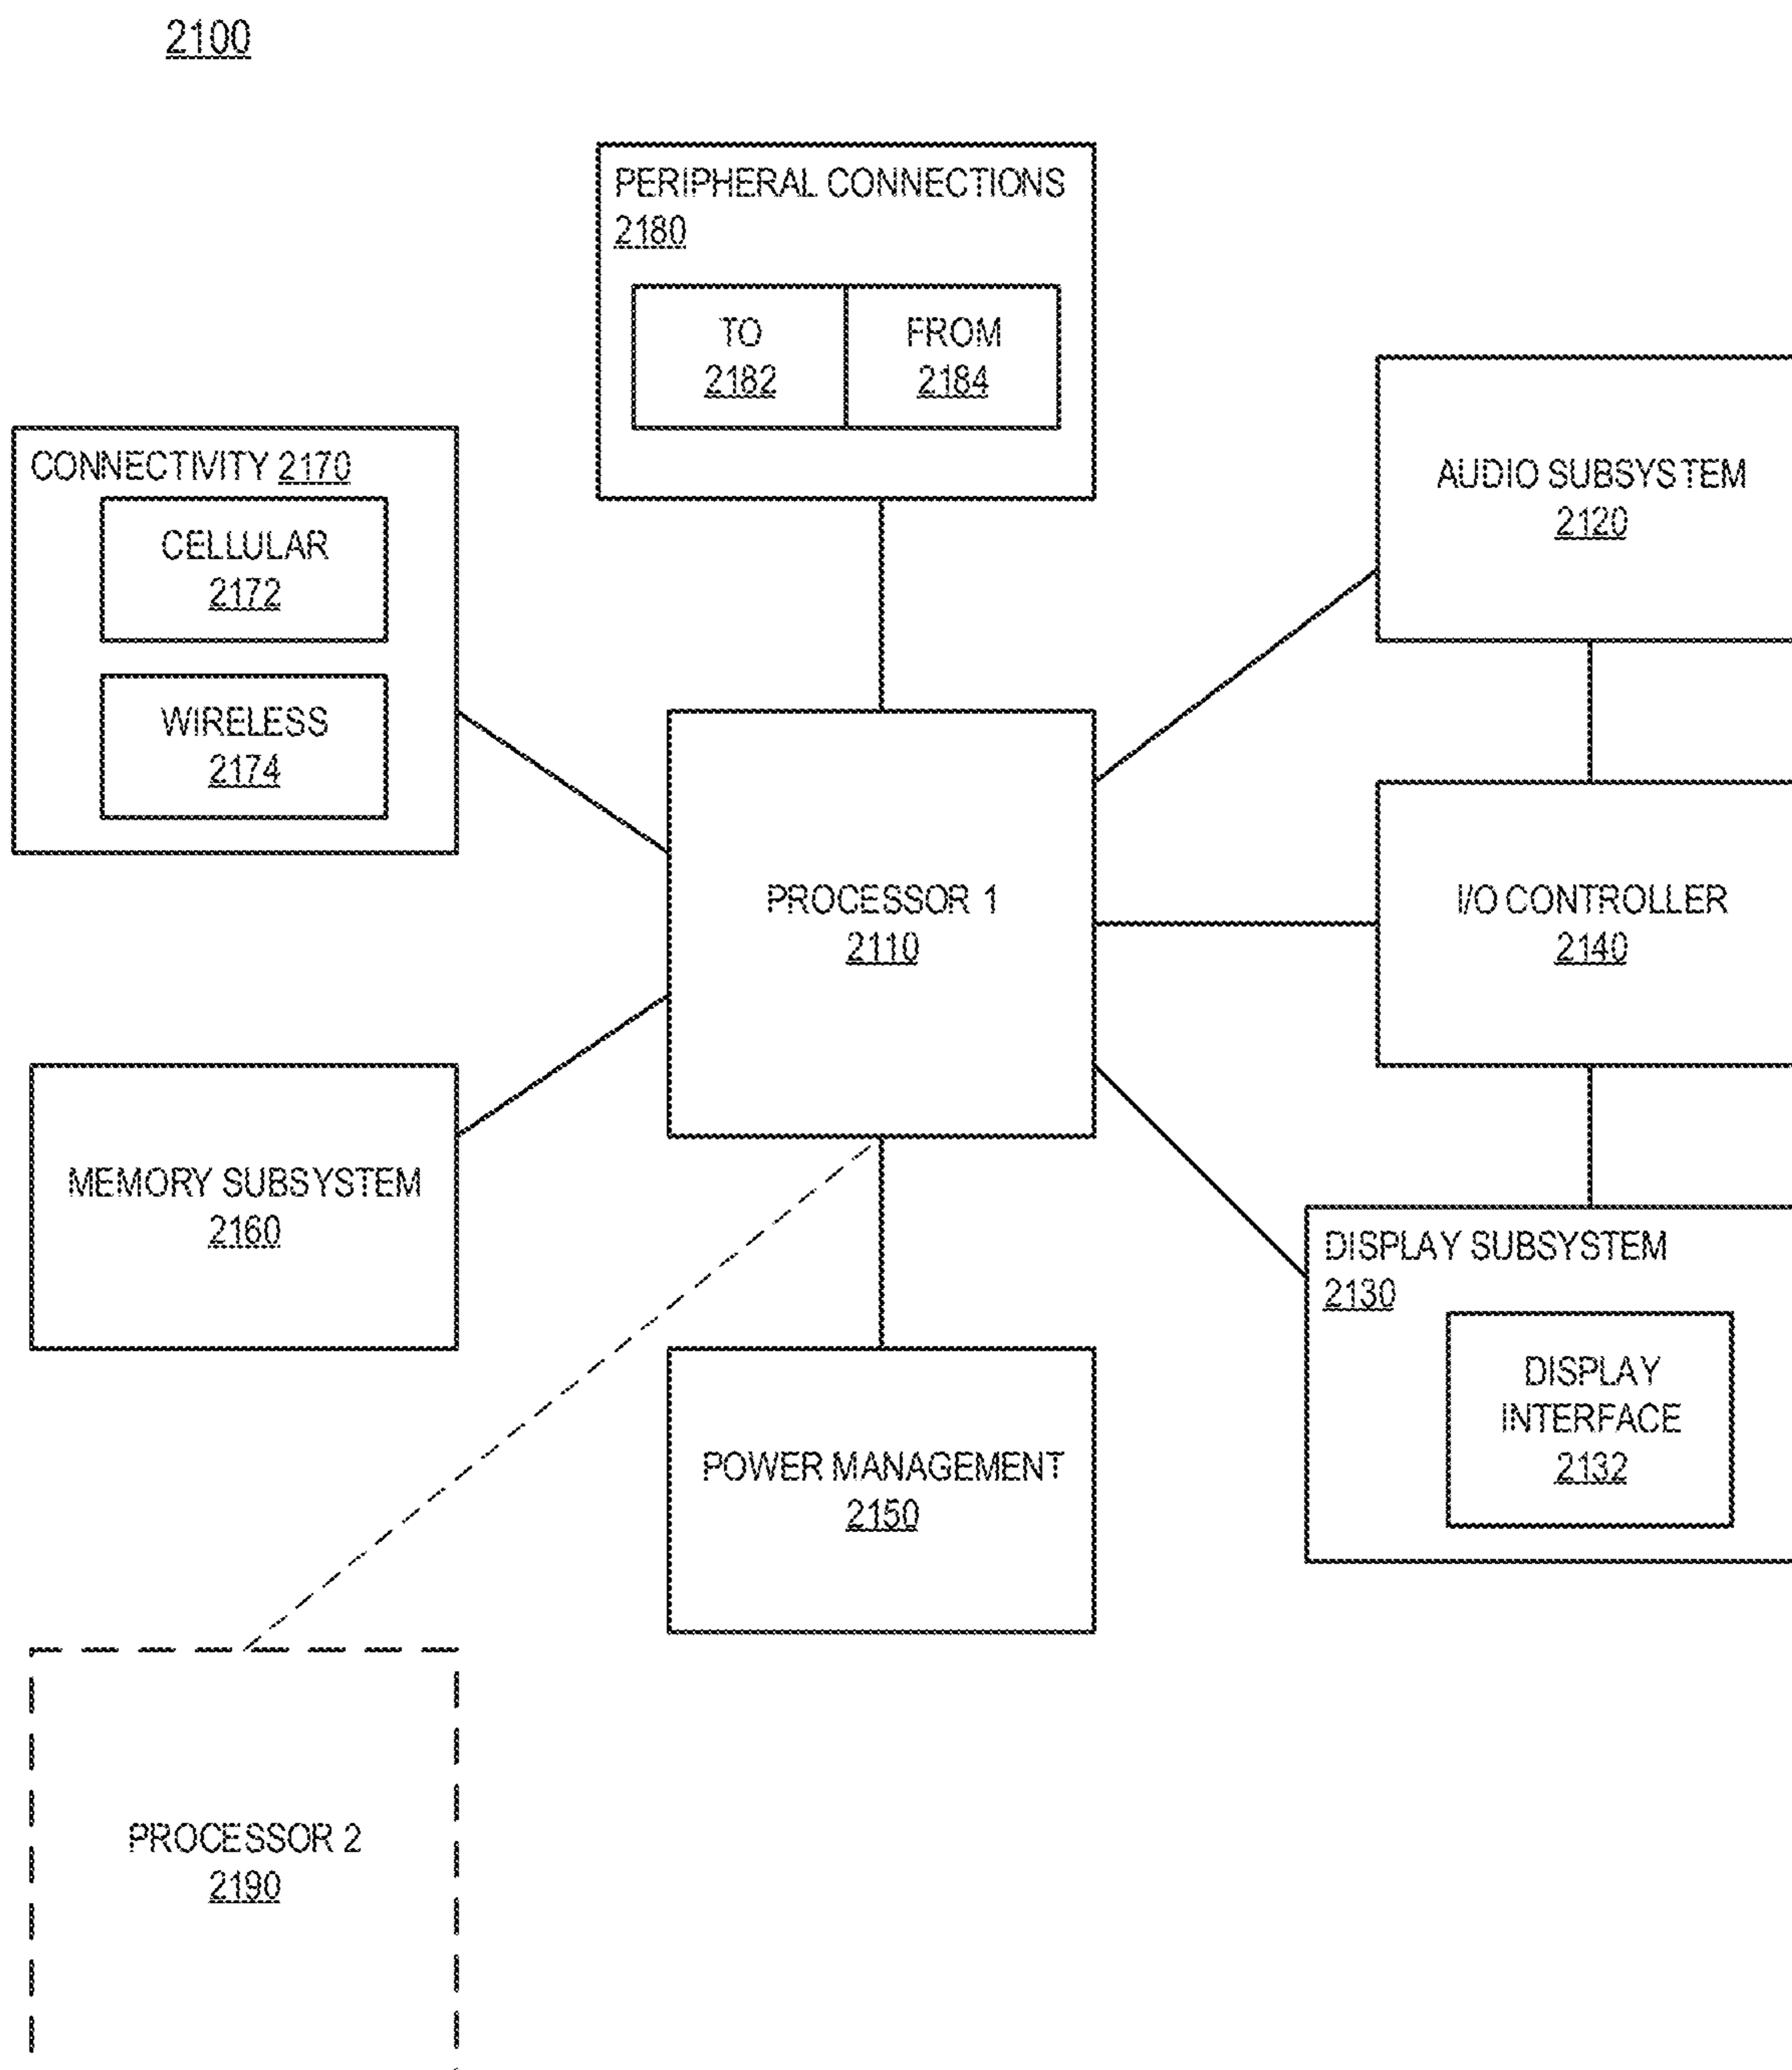 2100
PERIPHERAL CONNECTIONS
2180
TO
2182
FROM
2184
AUDIO SUBSYSTEM
2120
CONNECTIVITY 2170
CELLULAR
2172
WIRELESS
2174
PROCESSOR 1
2110
I/O CONTROLLER
2140
MEMORY SUBSYSTEM
2160
DISPLAY SUBSYSTEM
2130
DISPLAY
INTERFACE
2132
POWER MANAGEMENT
2150
PROCESSOR 2
2190